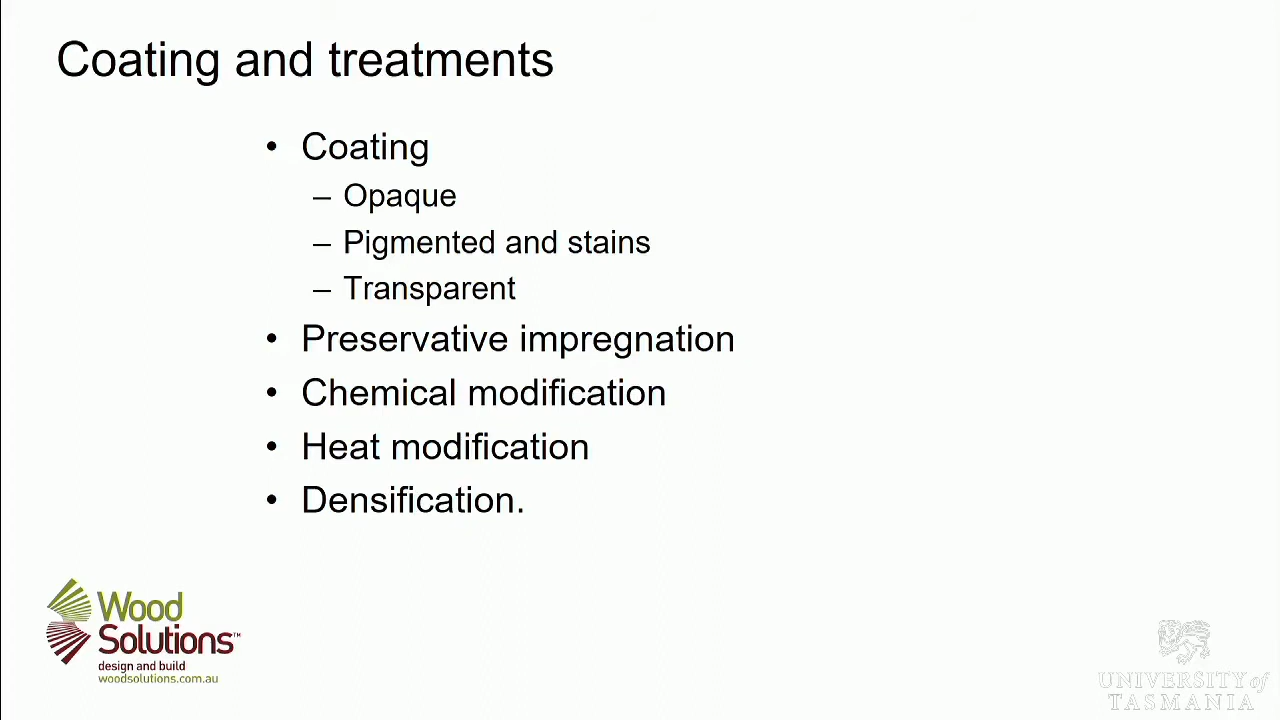 Coating and treatments
• Coating
– Opaque
– Pigmented and stains
– Transparent
• Preservative impregnation
• Chemical modification
• Heat modification
• Densification.
Wood
Solutions™
design and build
woodsolutions.com.au
UNIVERSITY of
TASMANIA